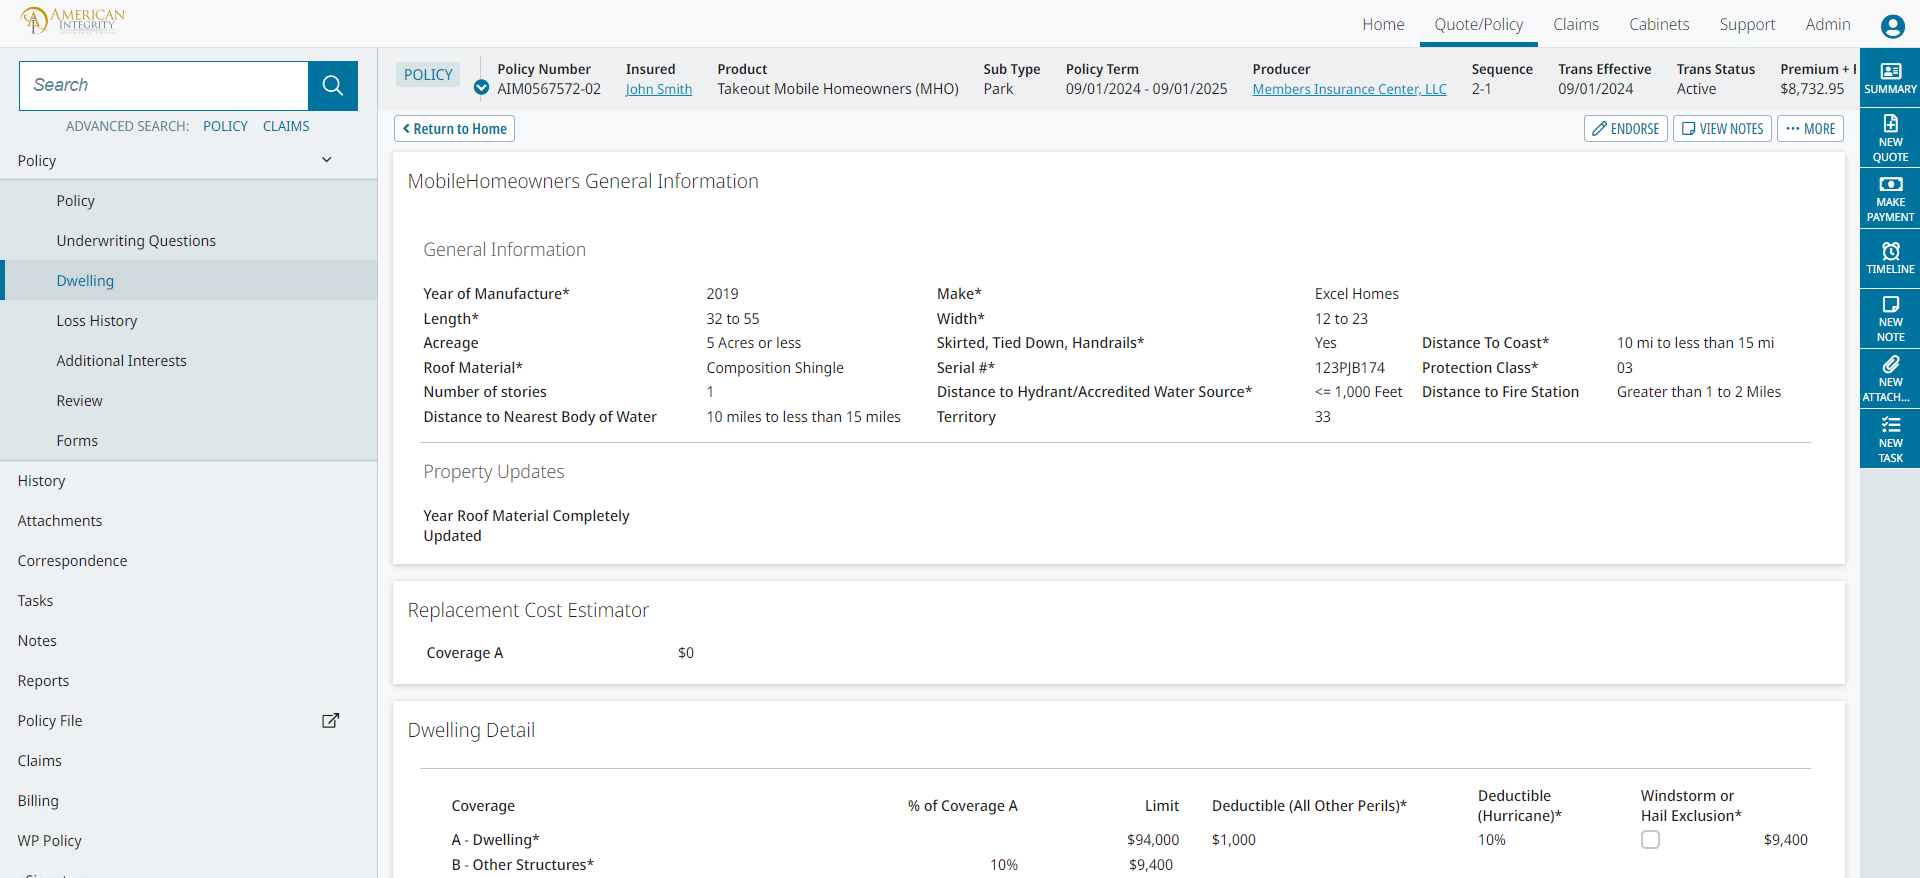 AMERICAN
INTEGRITY
Home
Quote/Policy
Claims
Cabinets
Support
Admin
Search
ADVANCED SEARCH: POLICY CLAIMS
Policy
Policy
Underwriting Questions
Dwelling
Loss History
Additional Interests
Review
Forms
History
Attachments
Correspondence
Tasks
Notes
Reports
Policy File
Claims
Billing
WP Policy
POLICY
Policy Number
AIM0567572-02
Insured
John Smith
Product
Takeout Mobile Homeowners (MHO)
Sub Type
Park
Policy Term
09/01/2024 - 09/01/2025
Producer
Members Insurance Center, LLC
Sequence
2-1
Trans Effective
09/01/2024
Trans Status
Active
Premium +
$8,732.95
Return to Home
ENDORSE
VIEW NOTES
MORE
SUMMARY
NEW
QUOTE
MAKE
PAYMENT
TIMELINE
NEW
NOTE
NEW
ATTACH...
NEW
TASK
MobileHomeowners General Information
General Information
Year of Manufacture* 2019 Make* Excel Homes
Length* 32 to 55 Width* 12 to 23
Acreage 5 Acres or less Skirted, Tied Down, Handrails* Yes Distance To Coast* 10 mi to less than 15 mi
Roof Material* Composition Shingle Serial #* 123PJB174 Protection Class* 03
Number of stories 1 Distance to Hydrant/Accredited Water Source* <= 1,000 Feet Distance to Fire Station Greater than 1 to 2 Miles
Distance to Nearest Body of Water 10 miles to less than 15 miles Territory 33
Property Updates
Year Roof Material Completely
Updated
Replacement Cost Estimator
Coverage A $0
Dwelling Detail
Coverage % of Coverage A Limit Deductible (All Other Perils)* Deductible
(Hurricane)* Windstorm or
Hail Exclusion*
A - Dwelling* $94,000 $1,000 10% $9,400
B - Other Structures* 10% $9,400